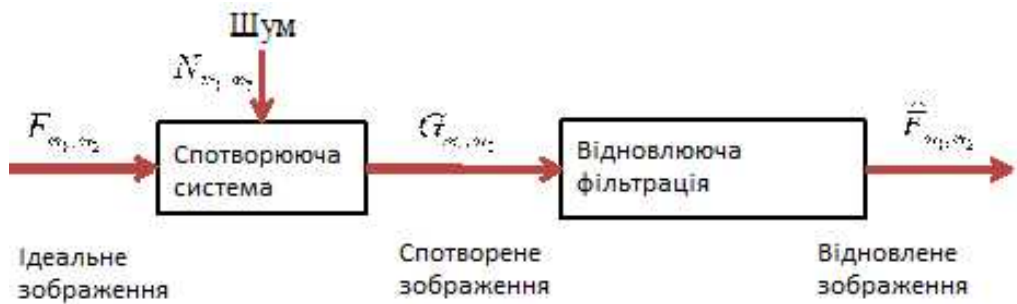 Шум
N
F
G
F
Спотворююча
система
Відновлююча
фільтрація
Ідеальне
зображення
Спотворене
зображення
Відновлене
зображення